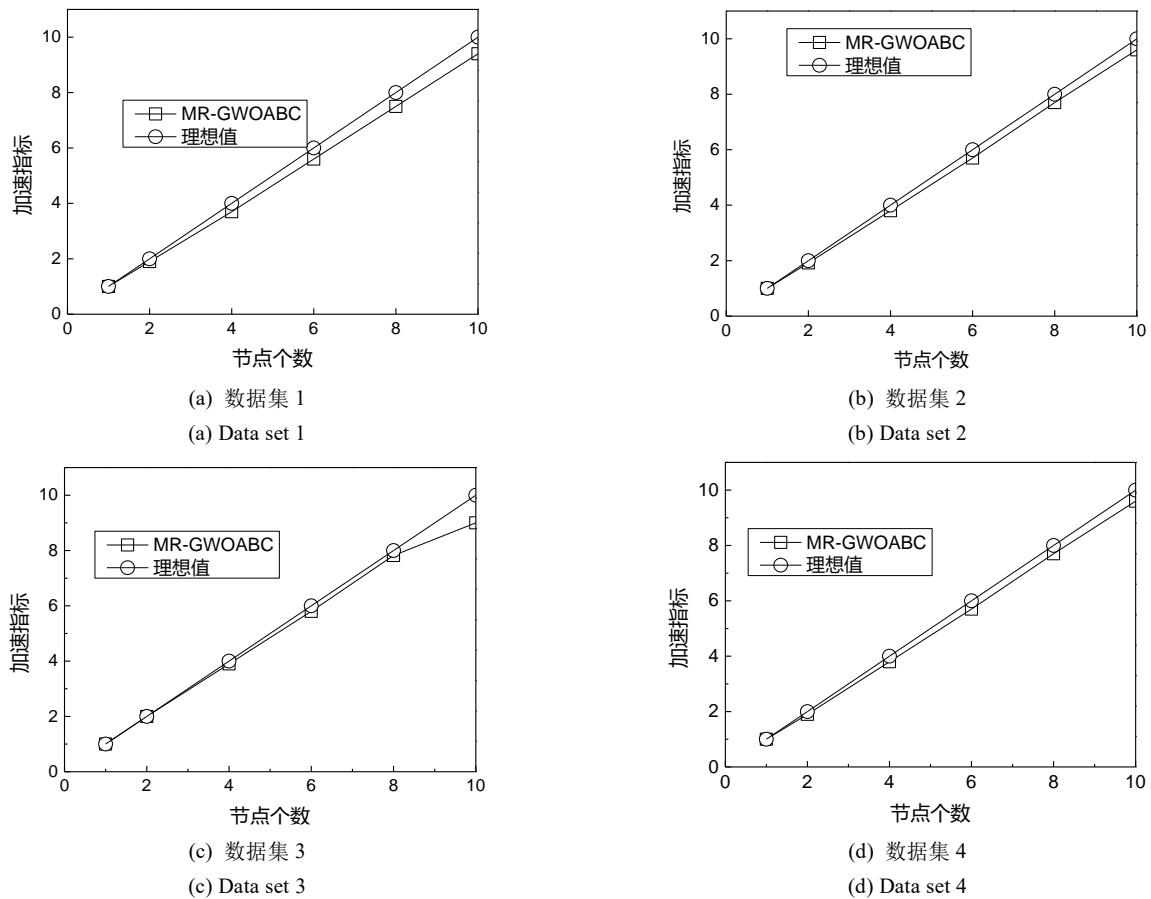 10
8
6
4
2
0
加速指标
MR-GWOABC
理想值
0 2 4 6 8 10
节点个数
(a) 数据集 1
(a) Data set 1
10
8
6
4
2
0
加速指标
MR-GWOABC
理想值
0 2 4 6 8 10
节点个数
(b) 数据集 2
(b) Data set 2
10
8
6
4
2
0
加速指标
MR-GWOABC
理想值
0 2 4 6 8 10
节点个数
(c) 数据集 3
(c) Data set 3
10
8
6
4
2
0
加速指标
MR-GWOABC
理想值
0 2 4 6 8 10
节点个数
(d) 数据集 4
(d) Data set 4